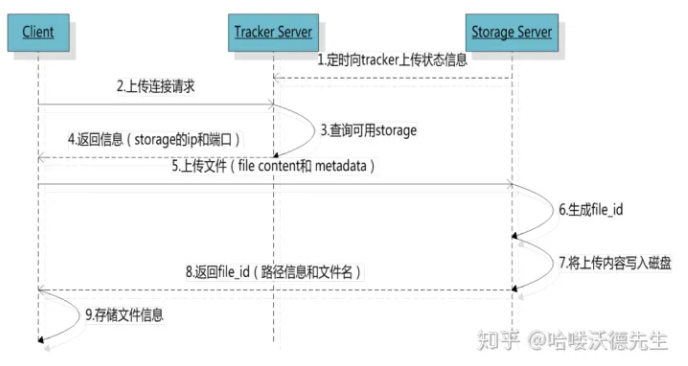 Client
Tracker Server
Storage Server
1.定时向tracker上传状态信息
2.上传连接请求
3.查询可用storage
4.返回信息（storage的ip和端口）
5.上传文件（file content和 metadata）
6.生成file_id
7.将上传内容写入磁盘
8.返回file_id（路径信息和文件名）
9.存储文件信息
知乎 @哈喽沃德先生